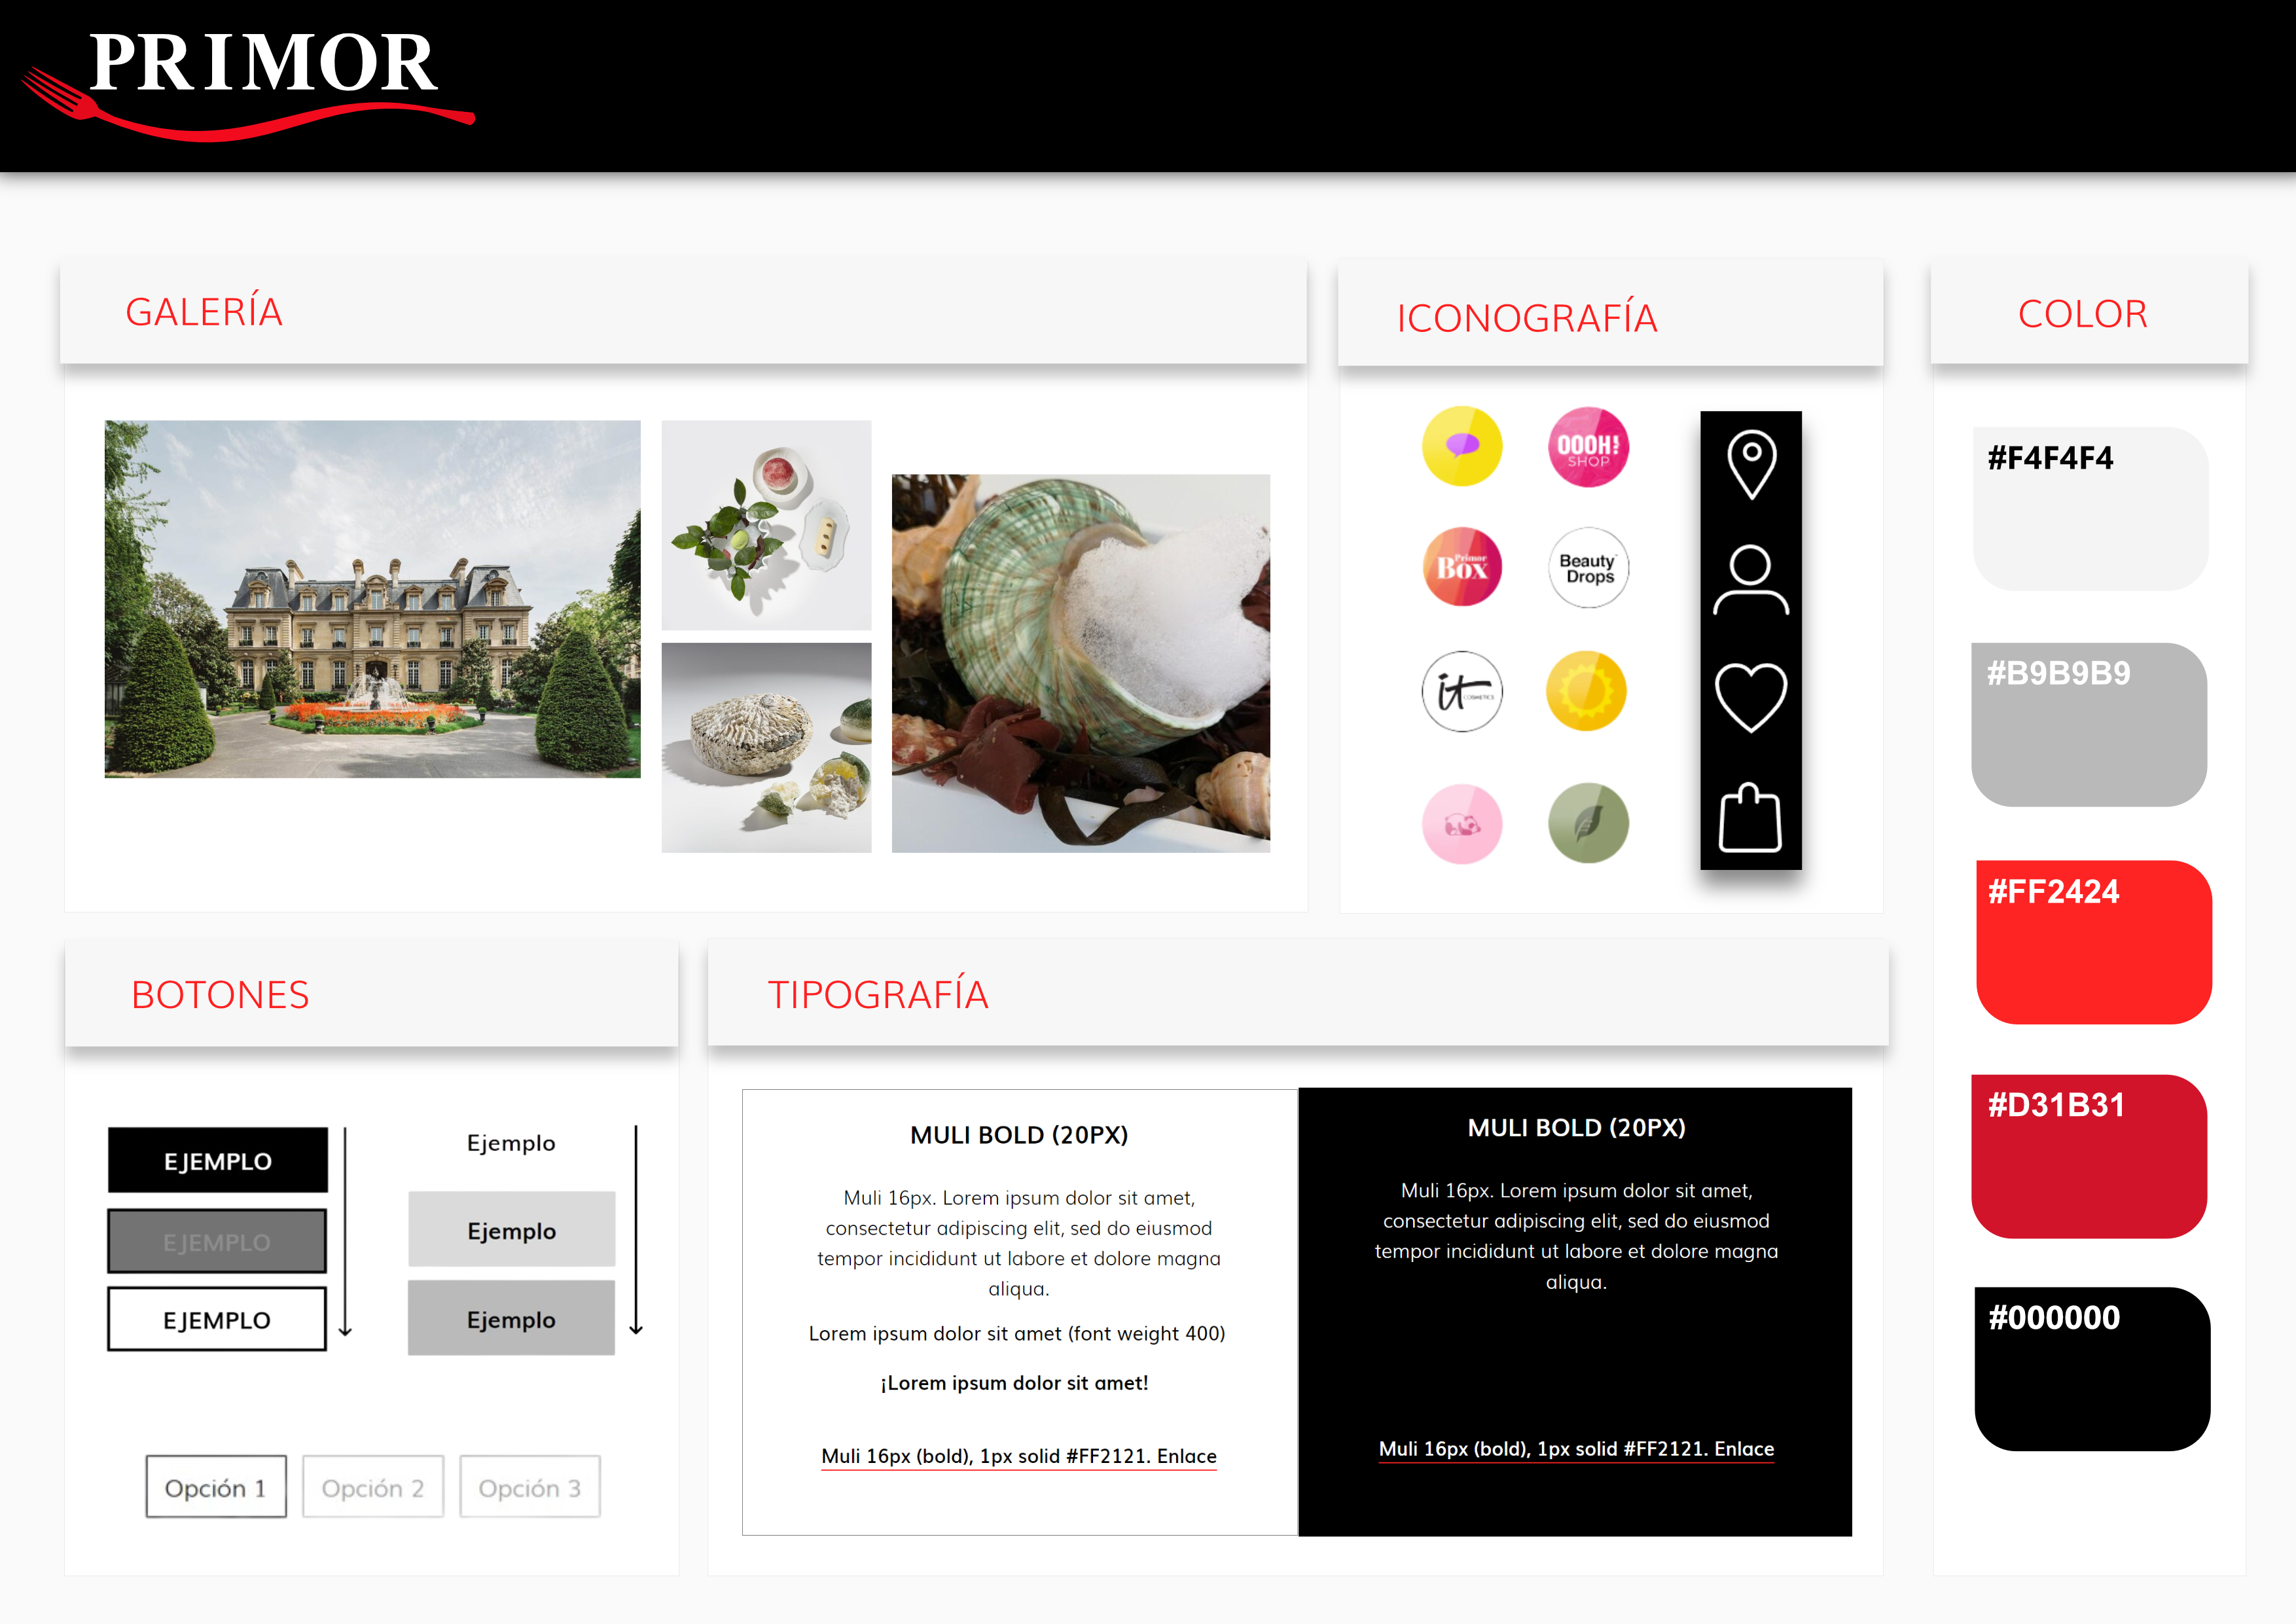 PRIMOR
GALERÍA
ICONOGRAFÍA
OOOH!
SHOP
Primor
BOX
Beauty
Drops
it COSMETICS
COLOR
#F4F4F4
#B9B9B9
#FF2424
#D31B31
#000000
BOTONES
EJEMPLO
EJEMPLO
EJEMPLO
Ejemplo
Ejemplo
Ejemplo
Opción 1
Opción 2
Opción 3
TIPOGRAFÍA
MULI BOLD (20PX)
Muli 16px. Lorem ipsum dolor sit amet,
consectetur adipiscing elit, sed do eiusmod
tempor incididunt ut labore et dolore magna
aliqua.
Lorem ipsum dolor sit amet (font weight 400)
¡Lorem ipsum dolor sit amet!
Muli 16px (bold), 1px solid #FF2121. Enlace
MULI BOLD (20PX)
Muli 16px. Lorem ipsum dolor sit amet,
consectetur adipiscing elit, sed do eiusmod
tempor incididunt ut labore et dolore magna
aliqua.
Muli 16px (bold), 1px solid #FF2121. Enlace